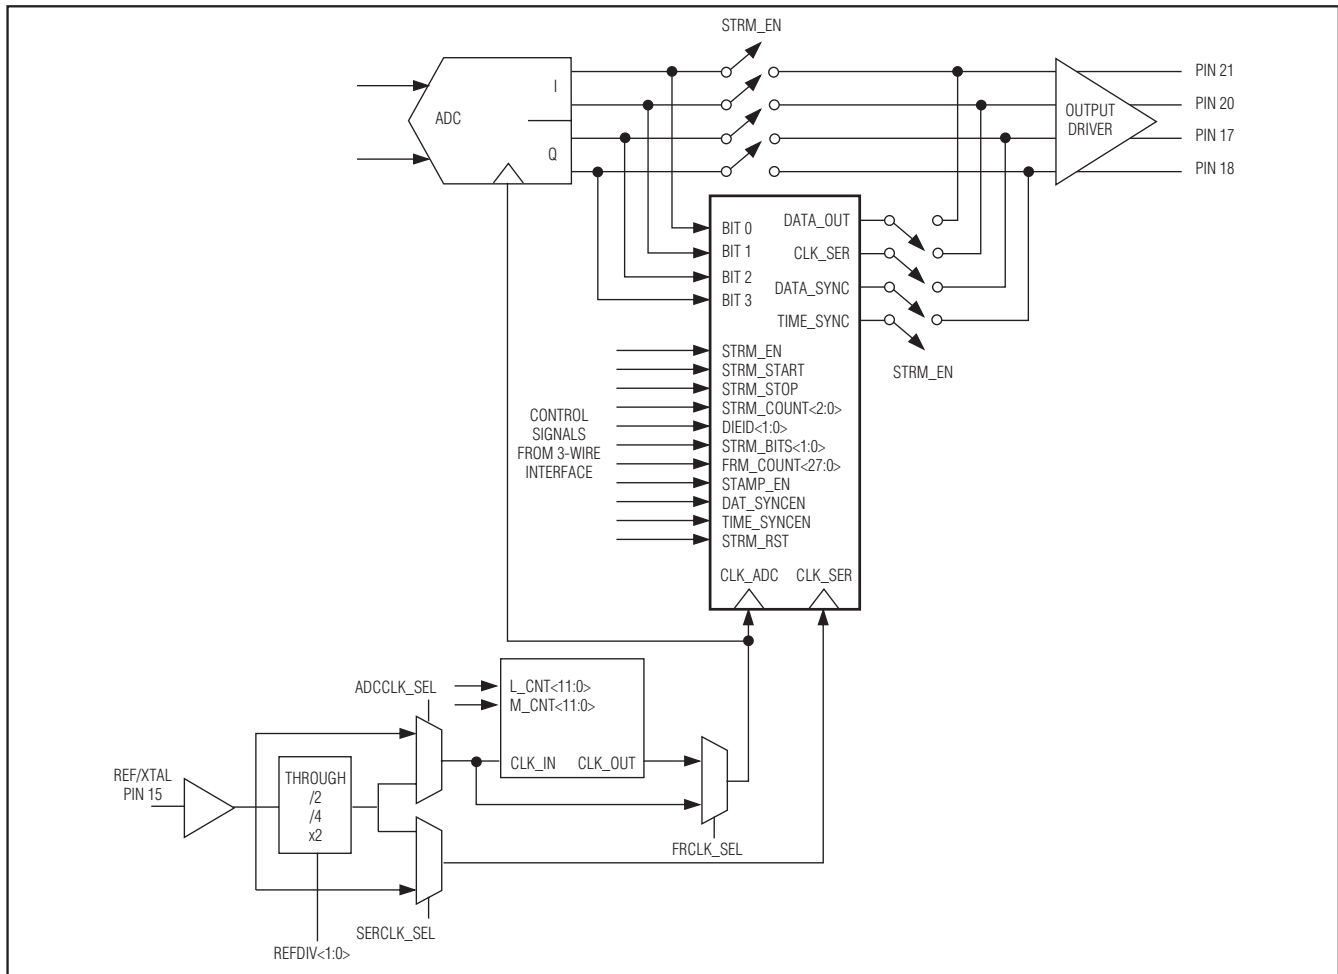 STRM_EN
ADC
I
Q
OUTPUT
DRIVER
PIN 21
PIN 20
PIN 17
PIN 18
BIT 0
BIT 1
BIT 2
BIT 3
DATA_OUT
CLK_SER
DATA_SYNC
TIME_SYNC
STRM_EN
CONTROL
SIGNALS
FROM 3-WIRE
INTERFACE
STRM_EN
STRM_START
STRM_STOP
STRM_COUNT<2:0>
DIEID<1:0>
STRM_BITS<1:0>
FRM_COUNT<27:0>
STAMP_EN
DAT_SYNCEN
TIME_SYNCEN
STRM_RST
CLK_ADC
CLK_SER
ADCCLK_SEL
L_CNT<11:0>
M_CNT<11:0>
CLK_IN
CLK_OUT
REF/XTAL
PIN 15
THROUGH
/2
/4
x2
FRCLK_SEL
SERCLK_SEL
REFDIV<1:0>